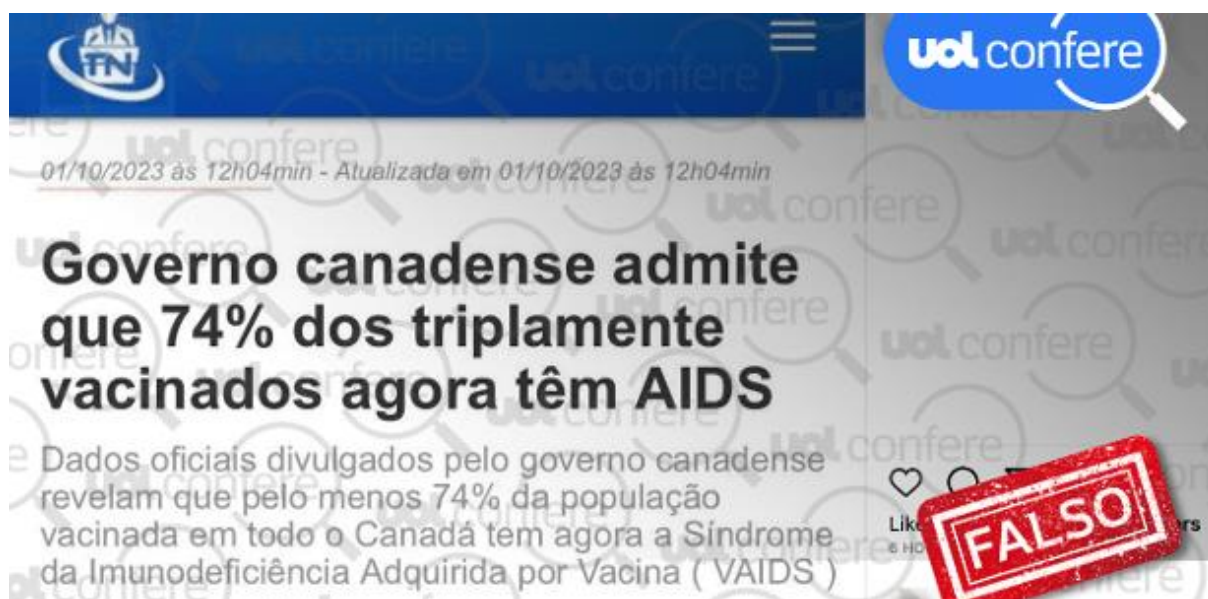 TN
uol confere
01/10/2023 às 12h04min - Atualizada em 01/10/2023 às 12h04min
Governo canadense admite
que 74% dos triplamente
vacinados agora têm AIDS
Dados oficiais divulgados pelo governo canadense
revelam que pelo menos 74% da população
vacinada em todo o Canadá tem agora a Síndrome
da Imunodeficiência Adquirida por Vacina ( VAIDS )
Like
FALSO